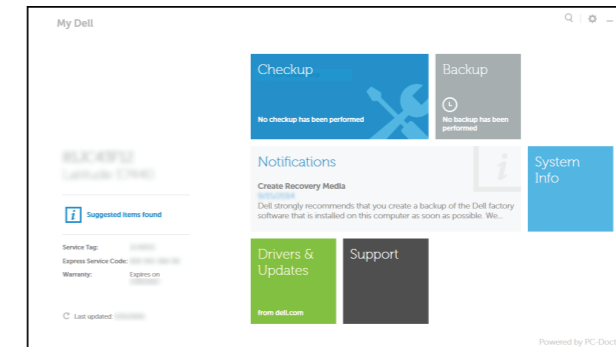 My Dell
Checkup
No checkup has been performed
Backup
No backup has been
performed
Suggested items found
Service Tag:
Express Service Code:
Warranty:
Expires on
Last updated:
Notifications
Create Recovery Media
Dell strongly recommends that you create a backup of the Dell factory
software that is installed on this computer as soon as possible. We...
System
Info
Drivers &
Updates
from dell.com
Support
Powered by PC-Doct